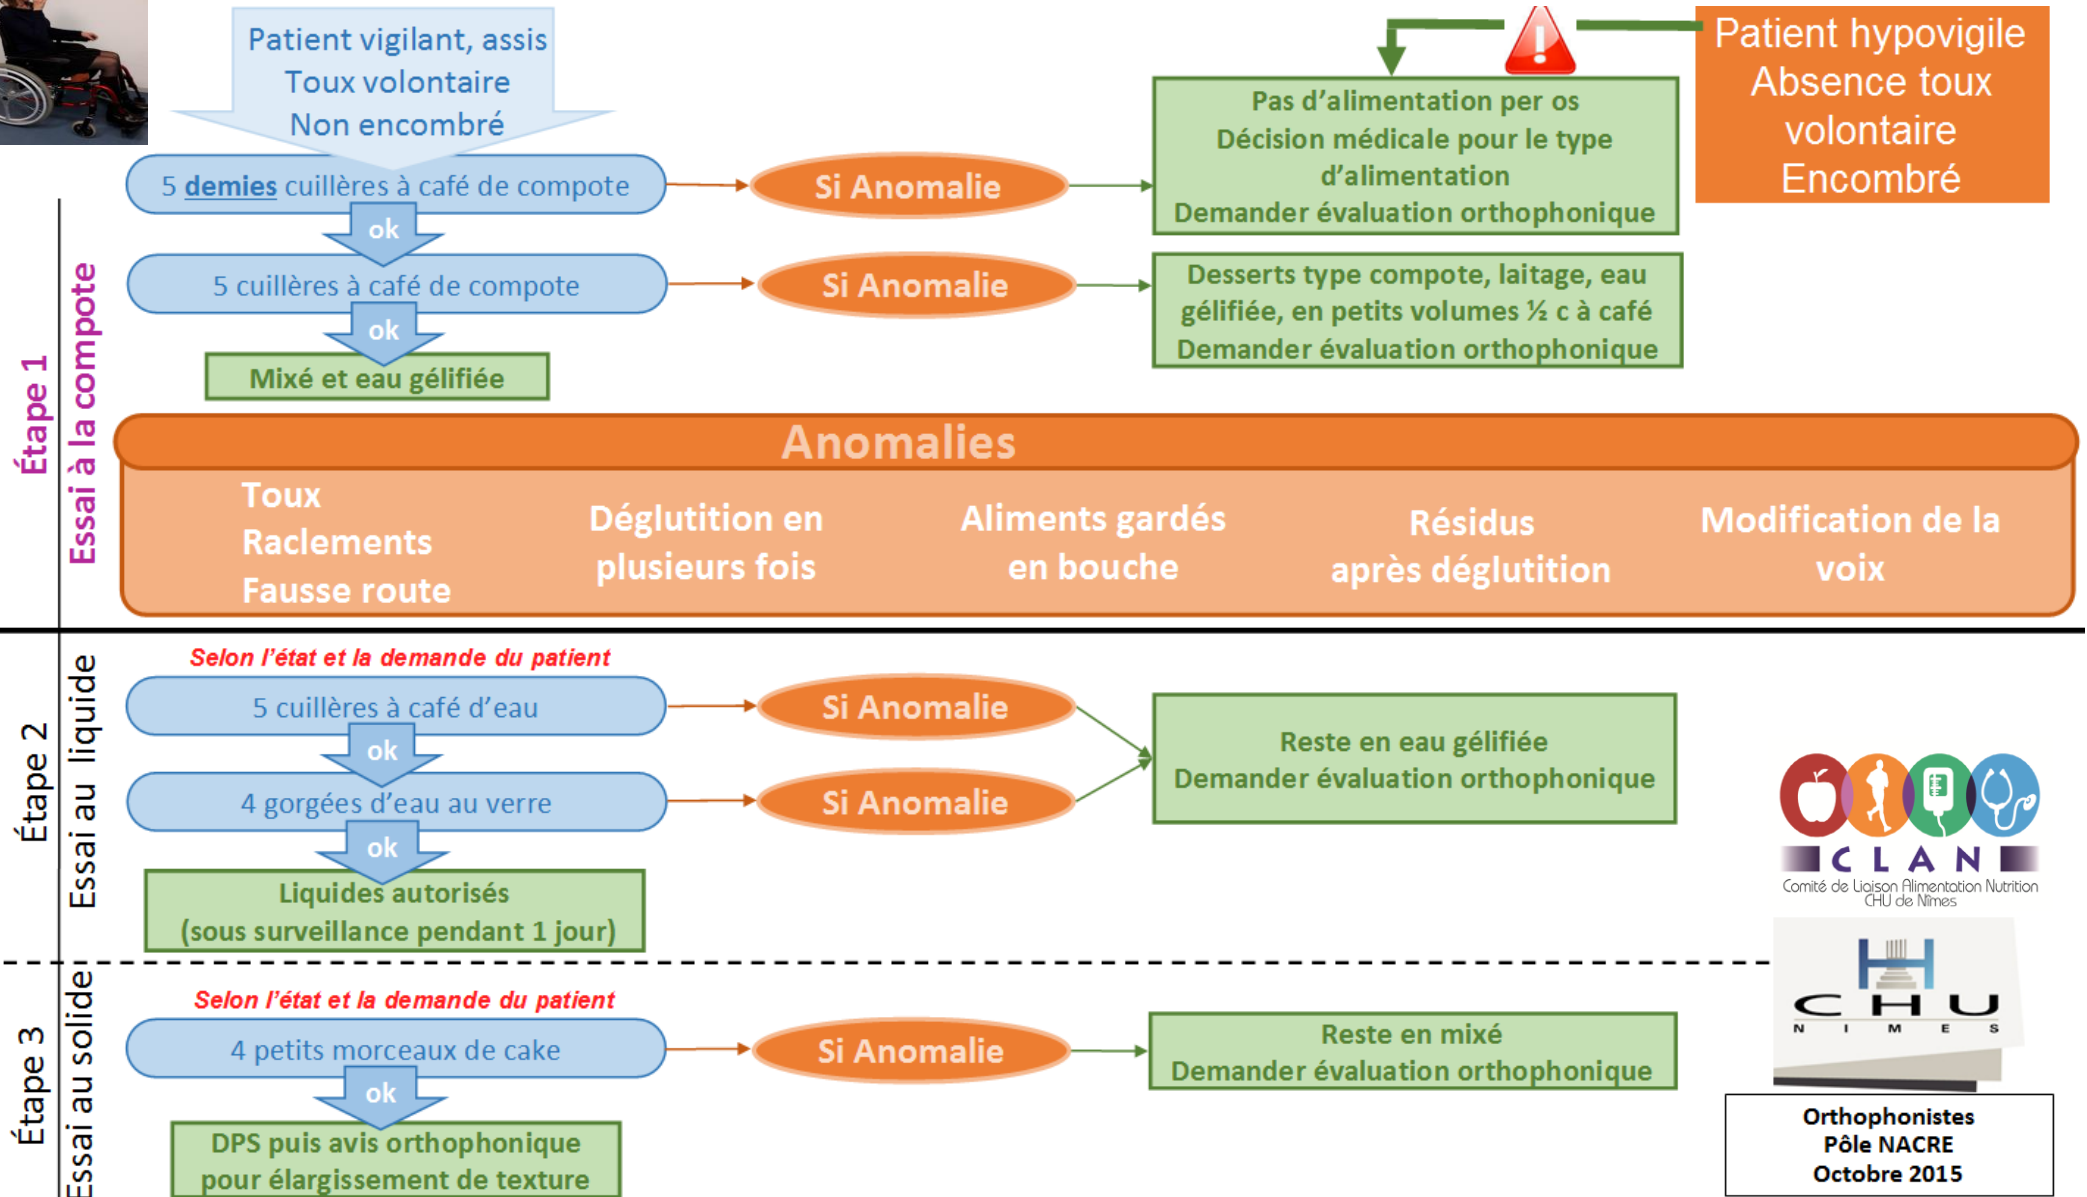 Patient vigilant, assis
Toux volontaire
Non encombré
Patient hypovigile
Absence toux
volontaire
Encombré
Étape 1
Essai à la compote
5 demies cuillères à café de compote
Si Anomalie
Pas d’alimentation per os
Décision médicale pour le type
d’alimentation
Demander évaluation orthophonique
ok
5 cuillères à café de compote
Si Anomalie
Desserts type compote, laitage, eau
gélifiée, en petits volumes ½ c à café
Demander évaluation orthophonique
ok
Mixé et eau gélifiée
Anomalies
Toux
Raclements
Fausse route
Déglutition en
plusieurs fois
Aliments gardés
en bouche
Résidus
après déglutition
Modification de la
voix
Étape 2
Essai au liquide
Selon l’état et la demande du patient
5 cuillères à café d’eau
Si Anomalie
ok
4 gorgées d’eau au verre
Si Anomalie
Reste en eau gélifiée
Demander évaluation orthophonique
ok
Liquides autorisés
(sous surveillance pendant 1 jour)
Étape 3
Essai au solide
Selon l’état et la demande du patient
4 petits morceaux de cake
Si Anomalie
Reste en mixé
Demander évaluation orthophonique
ok
DPS puis avis orthophonique
pour élargissement de texture
CLAN
Comité de Liaison Alimentation Nutrition
CHU de Nîmes
CHU
NIMES
Orthophonistes
Pôle NACRE
Octobre 2015